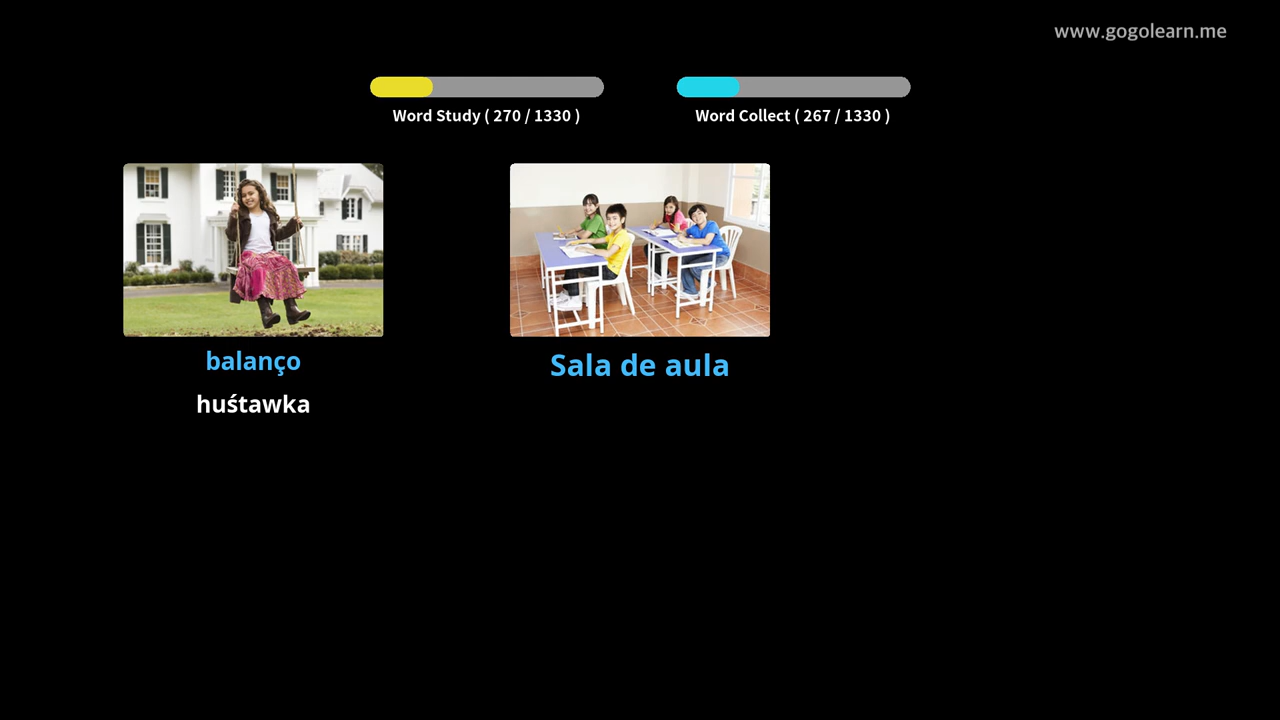 www.gogolearn.me
Word Study ( 270 / 1330 )
Word Collect ( 267 / 1330 )
balanço
huśtawka
Sala de aula